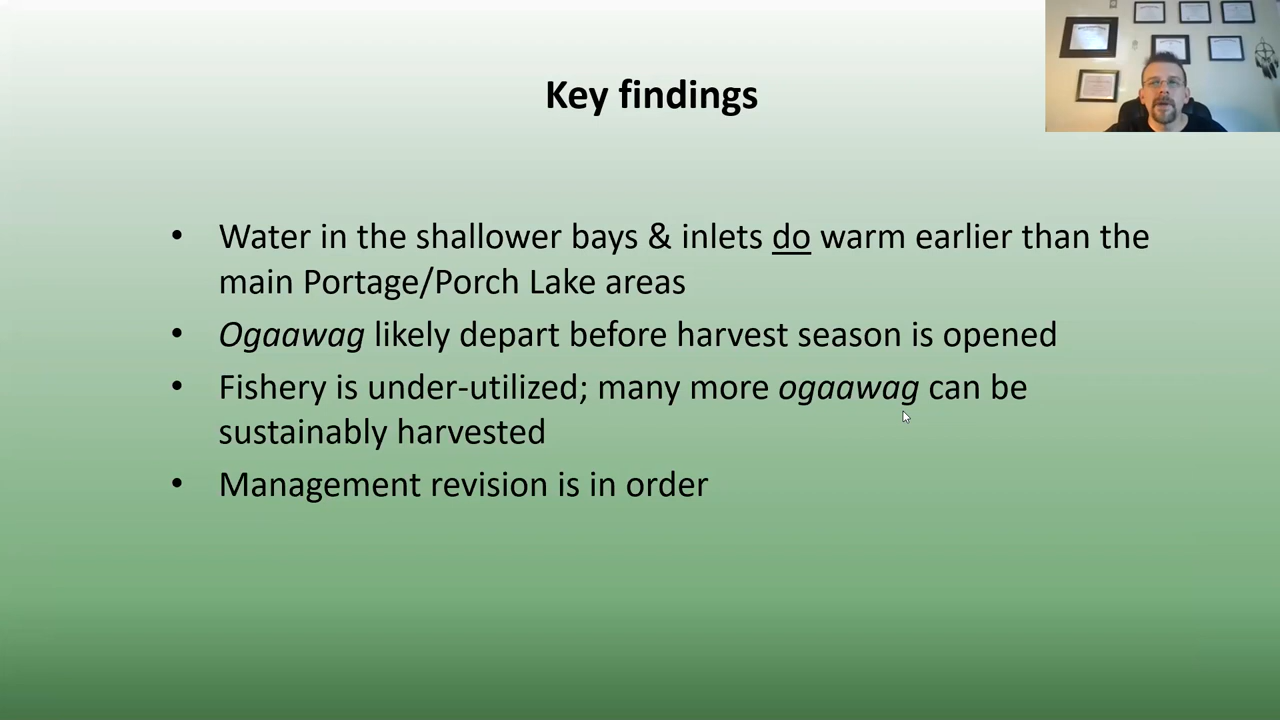 Key findings
• Water in the shallower bays & inlets do warm earlier than the
main Portage/Porch Lake areas
• Ogaawag likely depart before harvest season is opened
• Fishery is under-utilized; many more ogaawag can be
sustainably harvested
• Management revision is in order